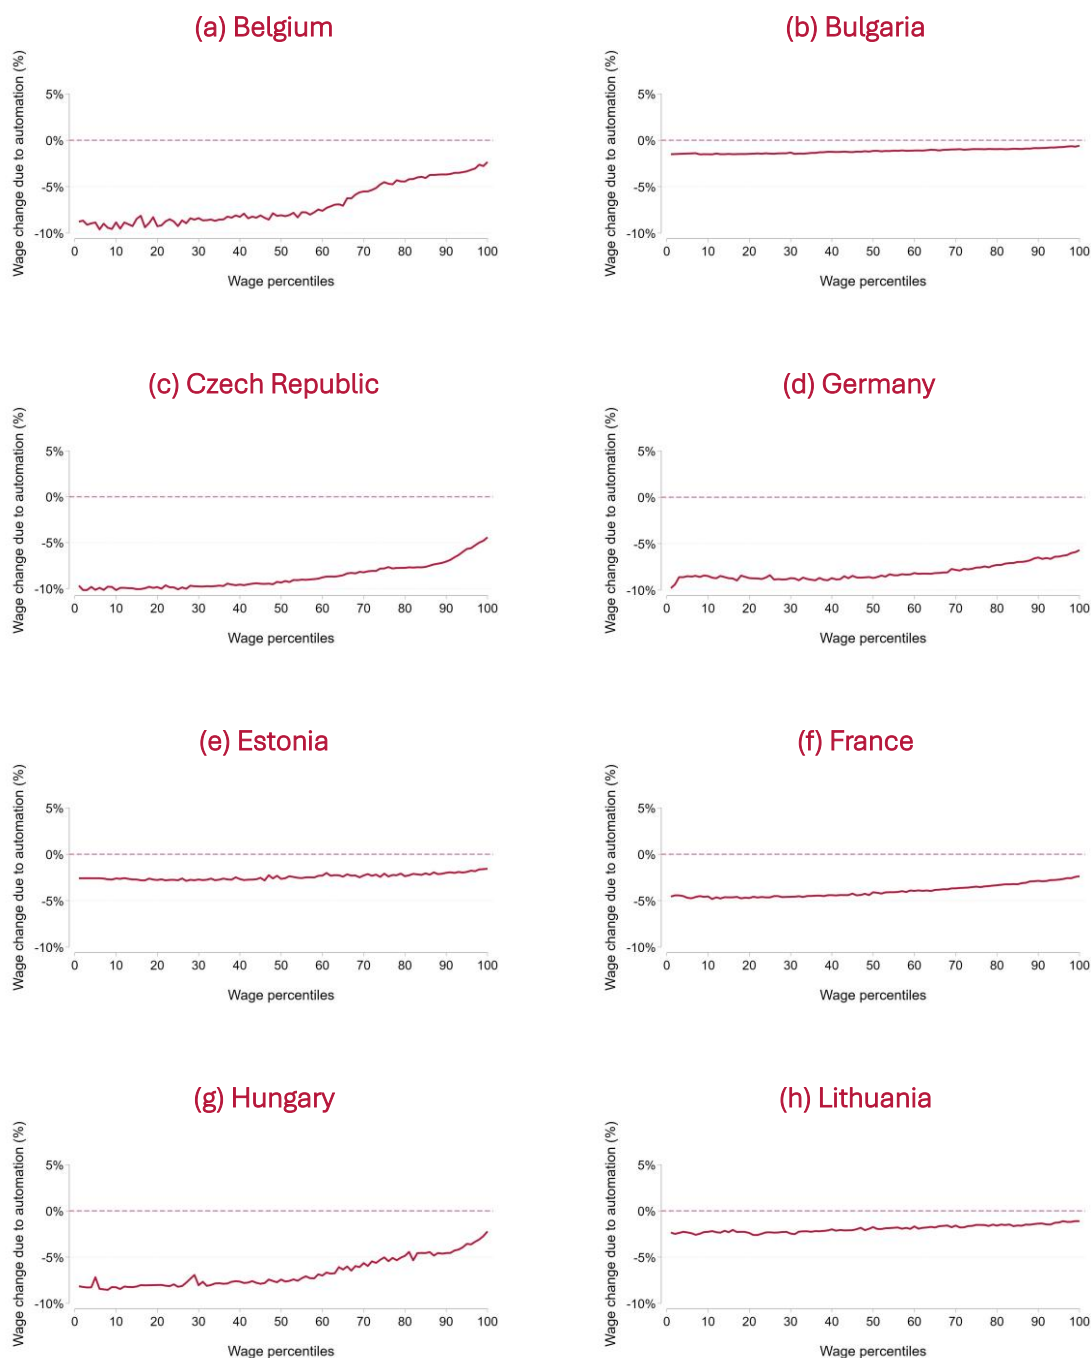 (a) Belgium
Wage change due to automation (%)
5%
0%
-5%
-10%
0 10 20 30 40 50 60 70 80 90 100
Wage percentiles
(b) Bulgaria
Wage change due to automation (%)
5%
0%
-5%
-10%
0 10 20 30 40 50 60 70 80 90 100
Wage percentiles
(c) Czech Republic
Wage change due to automation (%)
5%
0%
-5%
-10%
0 10 20 30 40 50 60 70 80 90 100
Wage percentiles
(d) Germany
Wage change due to automation (%)
5%
0%
-5%
-10%
0 10 20 30 40 50 60 70 80 90 100
Wage percentiles
(e) Estonia
Wage change due to automation (%)
5%
0%
-5%
-10%
0 10 20 30 40 50 60 70 80 90 100
Wage percentiles
(f) France
Wage change due to automation (%)
5%
0%
-5%
-10%
0 10 20 30 40 50 60 70 80 90 100
Wage percentiles
(g) Hungary
Wage change due to automation (%)
5%
0%
-5%
-10%
0 10 20 30 40 50 60 70 80 90 100
Wage percentiles
(h) Lithuania
Wage change due to automation (%)
5%
0%
-5%
-10%
0 10 20 30 40 50 60 70 80 90 100
Wage percentiles